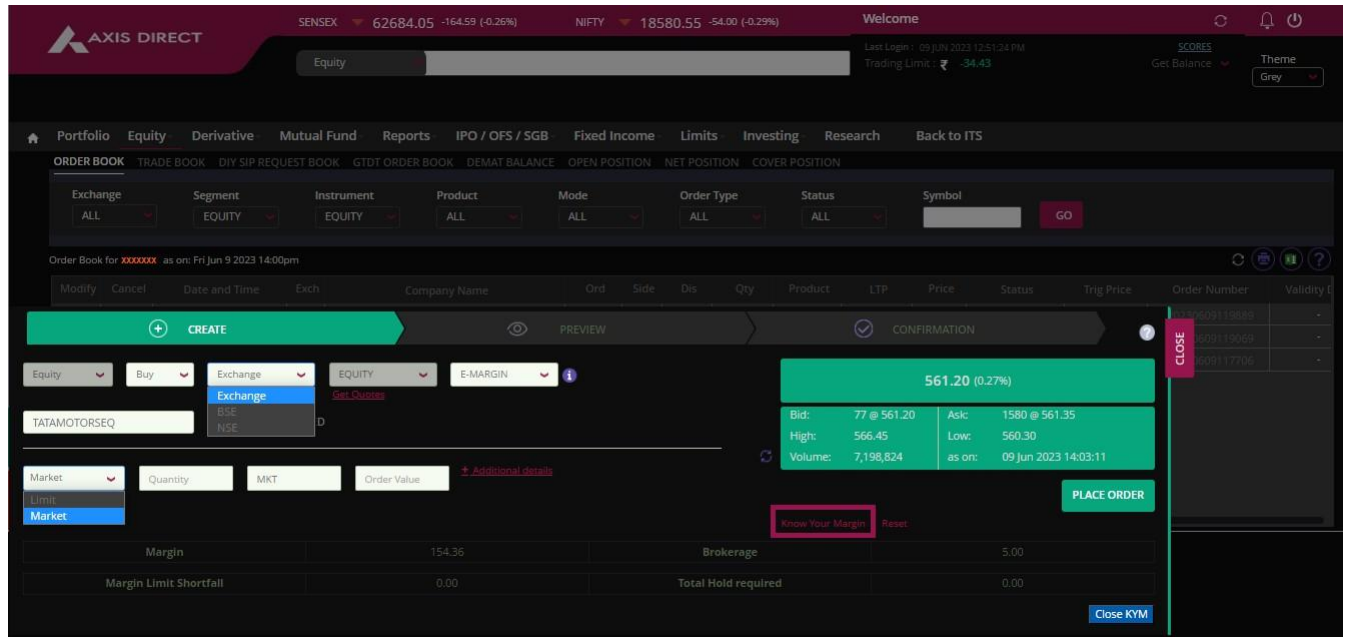 AXIS DIRECT
SENSEX 62684.05 -164.59 (-0.26%) NIFTY 18580.55 -54.00 (-0.29%)
Welcome
Last Login : 09 JUN 2023 12:51:24 PM
SCORES
Equity
Trading Limit : ₹ -34.43
Get Balance
Theme
Grey
Portfolio Equity Derivative Mutual Fund Reports IPO / OFS / SGB Fixed Income Limits Investing Research Back to ITS
ORDER BOOK TRADE BOOK DIY SIP REQUEST BOOK GTDT ORDER BOOK DEMAT BALANCE OPEN POSITION NET POSITION COVER POSITION
Exchange Segment Instrument Product Mode Order Type Status Symbol
ALL EQUITY EQUITY ALL ALL ALL ALL GO
Order Book for XXXXXXX as on: Fri Jun 9 2023 14:00pm
Modify Cancel Date and Time Exch Company Name Ord Side Dis Qty Product LTP Price Status Trig Price Order Number Validity
CREATE PREVIEW CONFIRMATION
CLOSE
Equity Buy Exchange EQUITY E-MARGIN
Exchange
BSE
NSE
Get Quotes
TATAMOTORSEQ
D
561.20 (0.27%)
Bid: 77 @ 561.20 Ask: 1580 @ 561.35
High: 566.45 Low: 560.30
Volume: 7,198,824 as on: 09 Jun 2023 14:03:11
Market Quantity MKT Order Value + Additional details
Limit
Market
PLACE ORDER
Know Your Margin Reset
Margin 154.36 Brokerage 5.00
Margin Limit Shortfall 0.00 Total Hold required 0.00
Close KYM